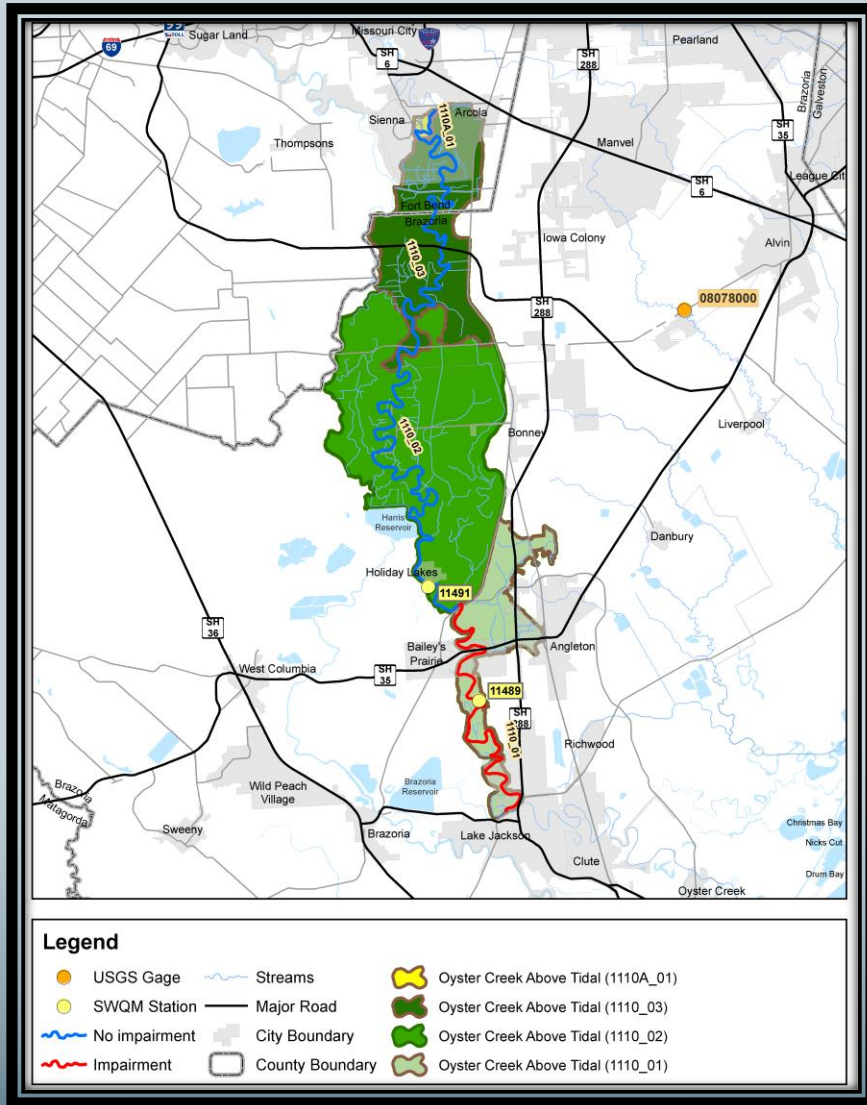 99
TOLL
69
Sugar Land
Missouri City
SH
6
SH
288
Pearland
Brazoria
Galveston
SH
35
Sienna
1110A_01
Arcola
Thompsons
Manvel
SH
6
League City
Fort Bend
Brazoria
Iowa Colony
Alvin
1110_03
SH
288
08078000
1110_02
Bonney
Liverpool
Harris
Reservoir
Danbury
Holiday Lakes
11491
SH
36
Bailey's
Prairie
Angleton
West Columbia
SH
35
11489
SH
288
1110_01
Richwood
Wild Peach
Village
Brazoria
Reservoir
Brazoria
Matagorda
Sweeny
Brazoria
Lake Jackson
Clute
Christmas Bay
Nicks Cut
Drum Bay
Oyster Creek
Legend
USGS Gage
Streams
Oyster Creek Above Tidal (1110A_01)
SWQM Station
Major Road
Oyster Creek Above Tidal (1110_03)
No impairment
City Boundary
Oyster Creek Above Tidal (1110_02)
Impairment
County Boundary
Oyster Creek Above Tidal (1110_01)